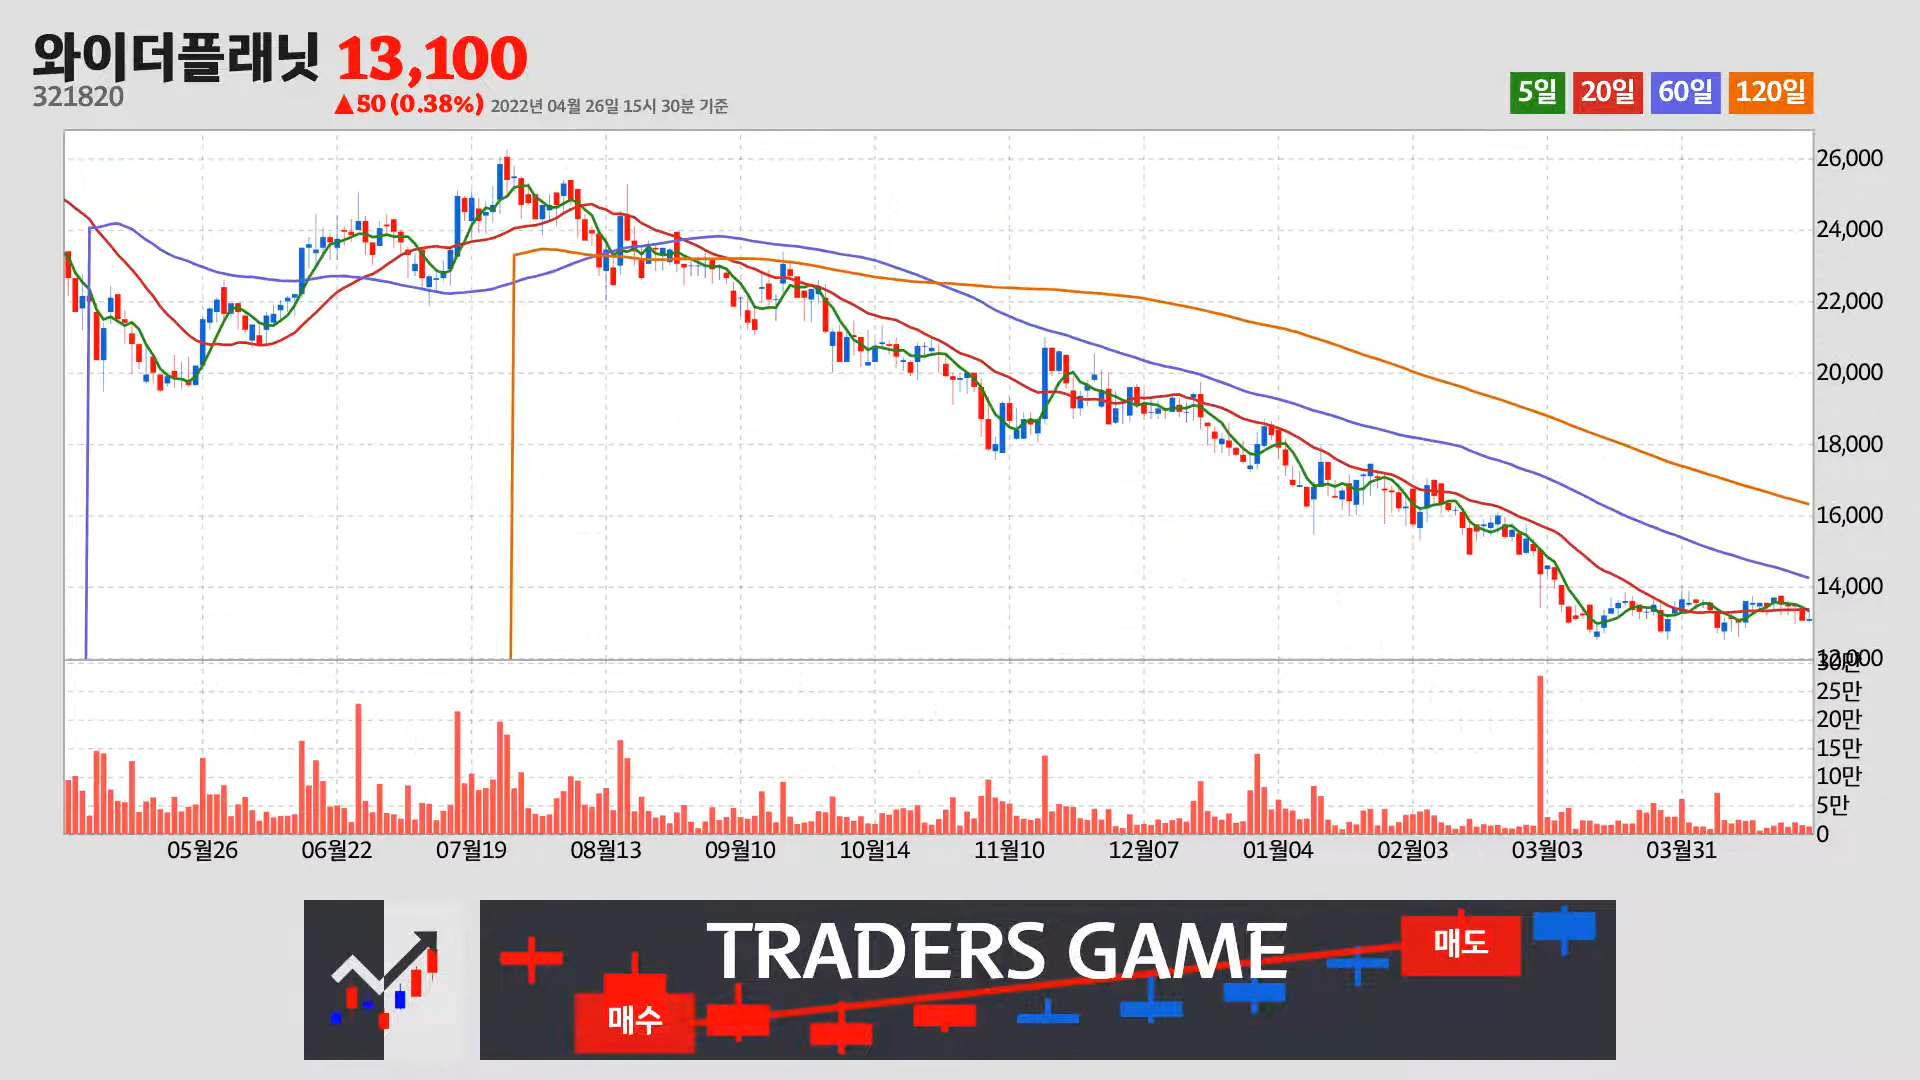 와이더플래닛 13,100
321820
▲50 (0.38%) 2022년 04월 26일 15시 30분 기준
5일 20일 60일 120일
26,000
24,000
22,000
20,000
18,000
16,000
14,000
12,000
30만
25만
20만
15만
10만
5만
0
05월26 06월22 07월19 08월13 09월10 10월14 11월10 12월07 01월04 02월03 03월03 03월31
TRADERS GAME
매도
매수